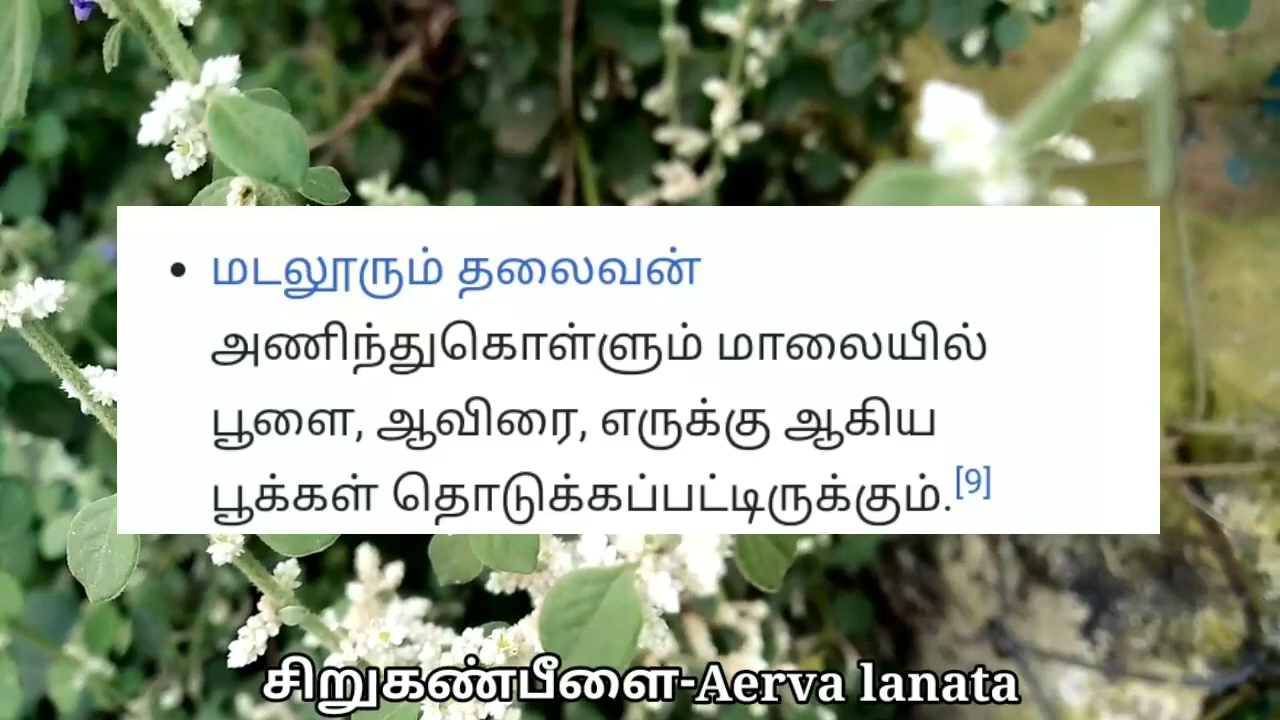 • மடலூரும் தலைவன்
அணிந்துகொள்ளும் மாலையில்
பூளை, ஆவிரை, எருக்கு ஆகிய
பூக்கள் தொடுக்கப்பட்டிருக்கும்.[9]
சிறுகண்பீளை-Aerva lanata